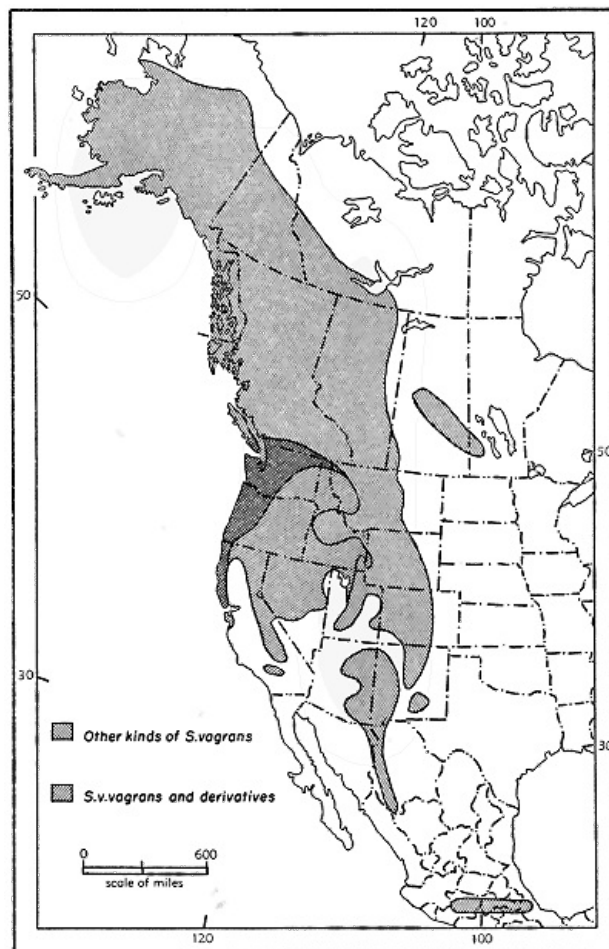 120 100
50
50
30
30
Other kinds of S.vagrans
S.v.vagrans and derivatives
0 600
scale of miles
120 100